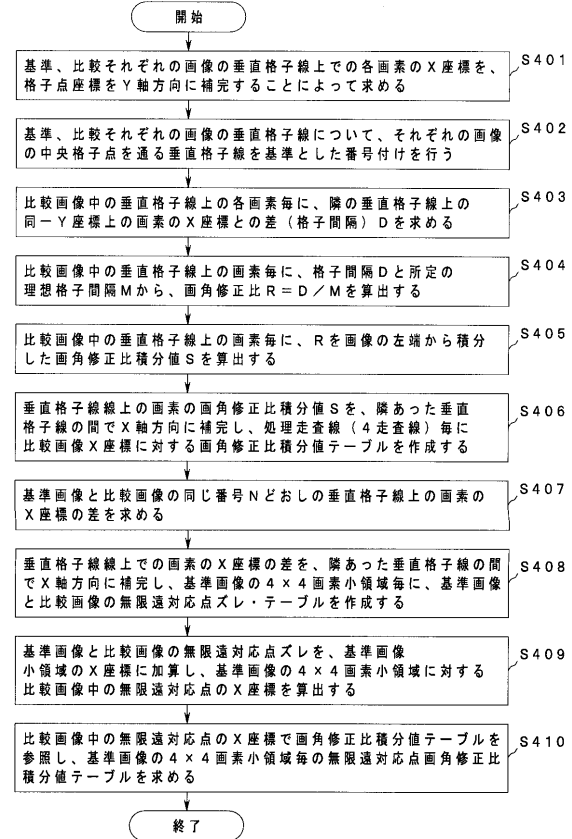 開始
S401
基準、比較それぞれの画像の垂直格子線上での各画素のX座標を、
格子点座標をY軸方向に補完することによって求める
S402
基準、比較それぞれの画像の垂直格子線について、それぞれの画像
の中央格子点を通る垂直格子線を基準とした番号付けを行う
S403
比較画像中の垂直格子線上の各画素毎に、隣の垂直格子線上の
同一Y座標上の画素のX座標との差(格子間隔)Dを求める
S404
比較画像中の垂直格子線上の画素毎に、格子間隔Dと所定の
理想格子間隔Mから、画角修正比R=D/Mを算出する
S405
比較画像中の垂直格子線上の画素毎に、Rを画像の左端から積分
した画角修正比積分値Sを算出する
S406
垂直格子線線上の画素の画角修正比積分値Sを、隣あった垂直
格子線の間でX軸方向に補完し、処理走査線(4走査線)毎に
比較画像X座標に対する画角修正比積分値テーブルを作成する
S407
基準画像と比較画像の同じ番号Nどおしの垂直格子線上の画素の
X座標の差を求める
S408
垂直格子線線上での画素のX座標の差を、隣あった垂直格子線の間
でX軸方向に補完し、基準画像の4×4画素小領域毎に、基準画像
と比較画像の無限遠対応点ズレ・テーブルを作成する
S409
基準画像と比較画像の無限遠対応点ズレを、基準画像
小領域のX座標に加算し、基準画像の4×4画素小領域に対する
比較画像中の無限遠対応点のX座標を算出する
S410
比較画像中の無限遠対応点のX座標で画角修正比積分値テーブルを
参照し、基準画像の4×4画素小領域毎の無限遠対応点画角修正比
積分値テーブルを求める
終了